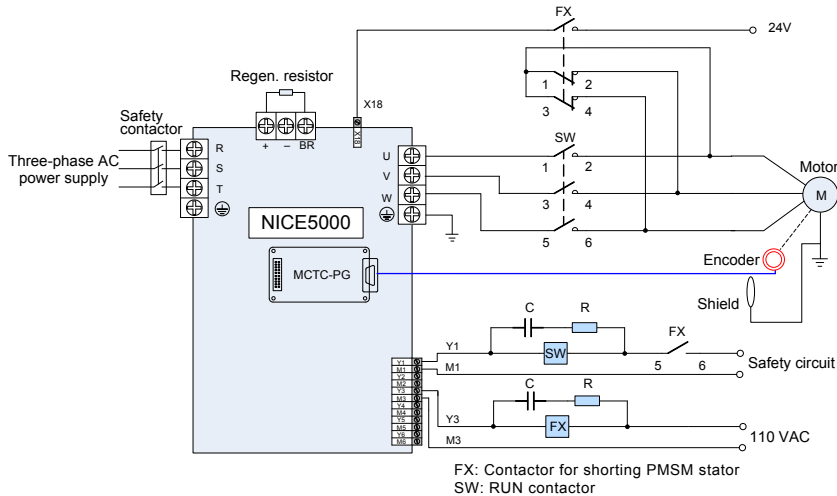 FX
24V
X18
Regen. resistor
1 2
3 4
Safety
contactor
X18
+ – BR
SW
R
U
1 2
Three-phase AC
power supply
S
V
Motor
T
W
3 4
M
NICE5000
5 6
MCTC-PG
Encoder
Shield
C R
Y1
SW
FX
M1
5 6
Safety circuit
Y1
M1
Y2
M2
Y3
M3
Y4
M4
Y5
M5
Y6
M6
C R
Y3
FX
110 VAC
M3
FX: Contactor for shorting PMSM stator
SW: RUN contactor